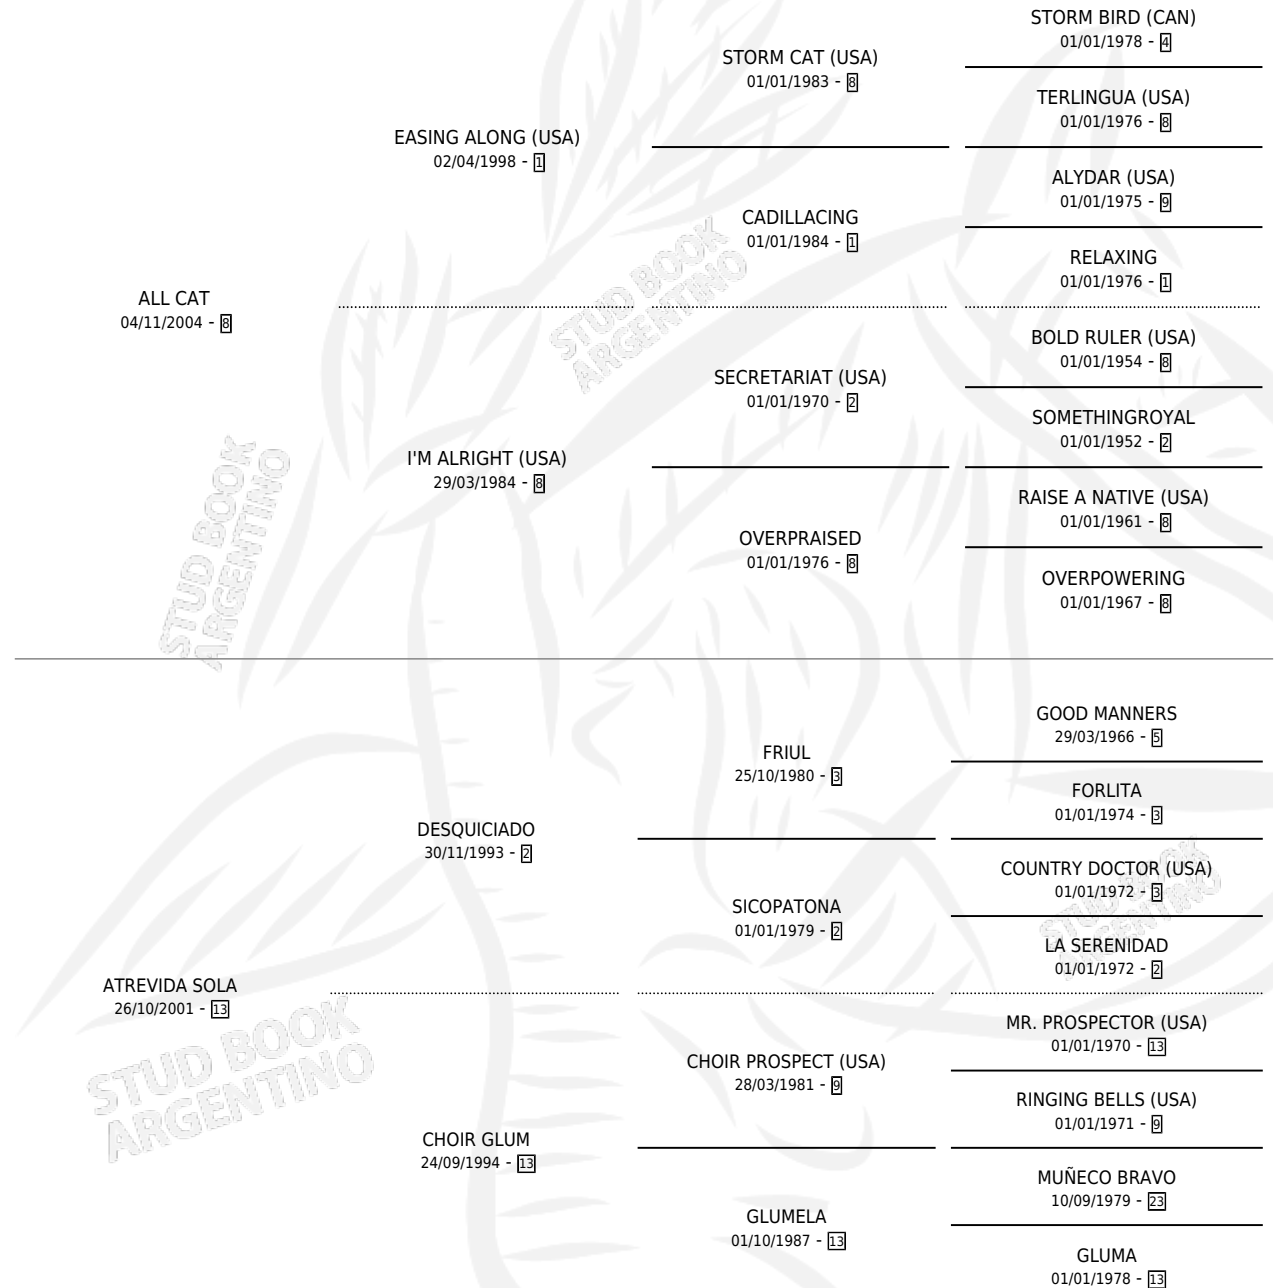 STORM BIRD (CAN)
01/01/1978 - 4
STORM CAT (USA)
01/01/1983 - 8
TERLINGUA (USA)
01/01/1976 - 8
EASING ALONG (USA)
02/04/1998 - 1
ALYDAR (USA)
01/01/1975 - 9
CADILLACING
01/01/1984 - 1
RELAXING
01/01/1976 - 1
ALL CAT
04/11/2004 - 8
BOLD RULER (USA)
01/01/1954 - 8
SECRETARIAT (USA)
01/01/1970 - 2
SOMETHINGROYAL
01/01/1952 - 2
I'M ALRIGHT (USA)
29/03/1984 - 8
RAISE A NATIVE (USA)
01/01/1961 - 8
OVERPRAISED
01/01/1976 - 8
OVERPOWERING
01/01/1967 - 8
STUD BOOK
ARGENTINO
STUD BOOK
ARGENTINO
GOOD MANNERS
29/03/1966 - 5
FRIUL
25/10/1980 - 3
FORLITA
01/01/1974 - 3
DESQUICIADO
30/11/1993 - 2
COUNTRY DOCTOR (USA)
01/01/1972 - 3
SICOPATONA
01/01/1979 - 2
LA SERENIDAD
01/01/1972 - 2
STUD BOOK
ARGENTINO
ATREVIDA SOLA
26/10/2001 - 13
MR. PROSPECTOR (USA)
01/01/1970 - 13
CHOIR PROSPECT (USA)
28/03/1981 - 9
RINGING BELLS (USA)
01/01/1971 - 9
STUD BOOK
ARGENTINO
CHOIR GLUM
24/09/1994 - 13
MUÑECO BRAVO
10/09/1979 - 23
GLUMELA
01/10/1987 - 13
GLUMA
01/01/1978 - 13